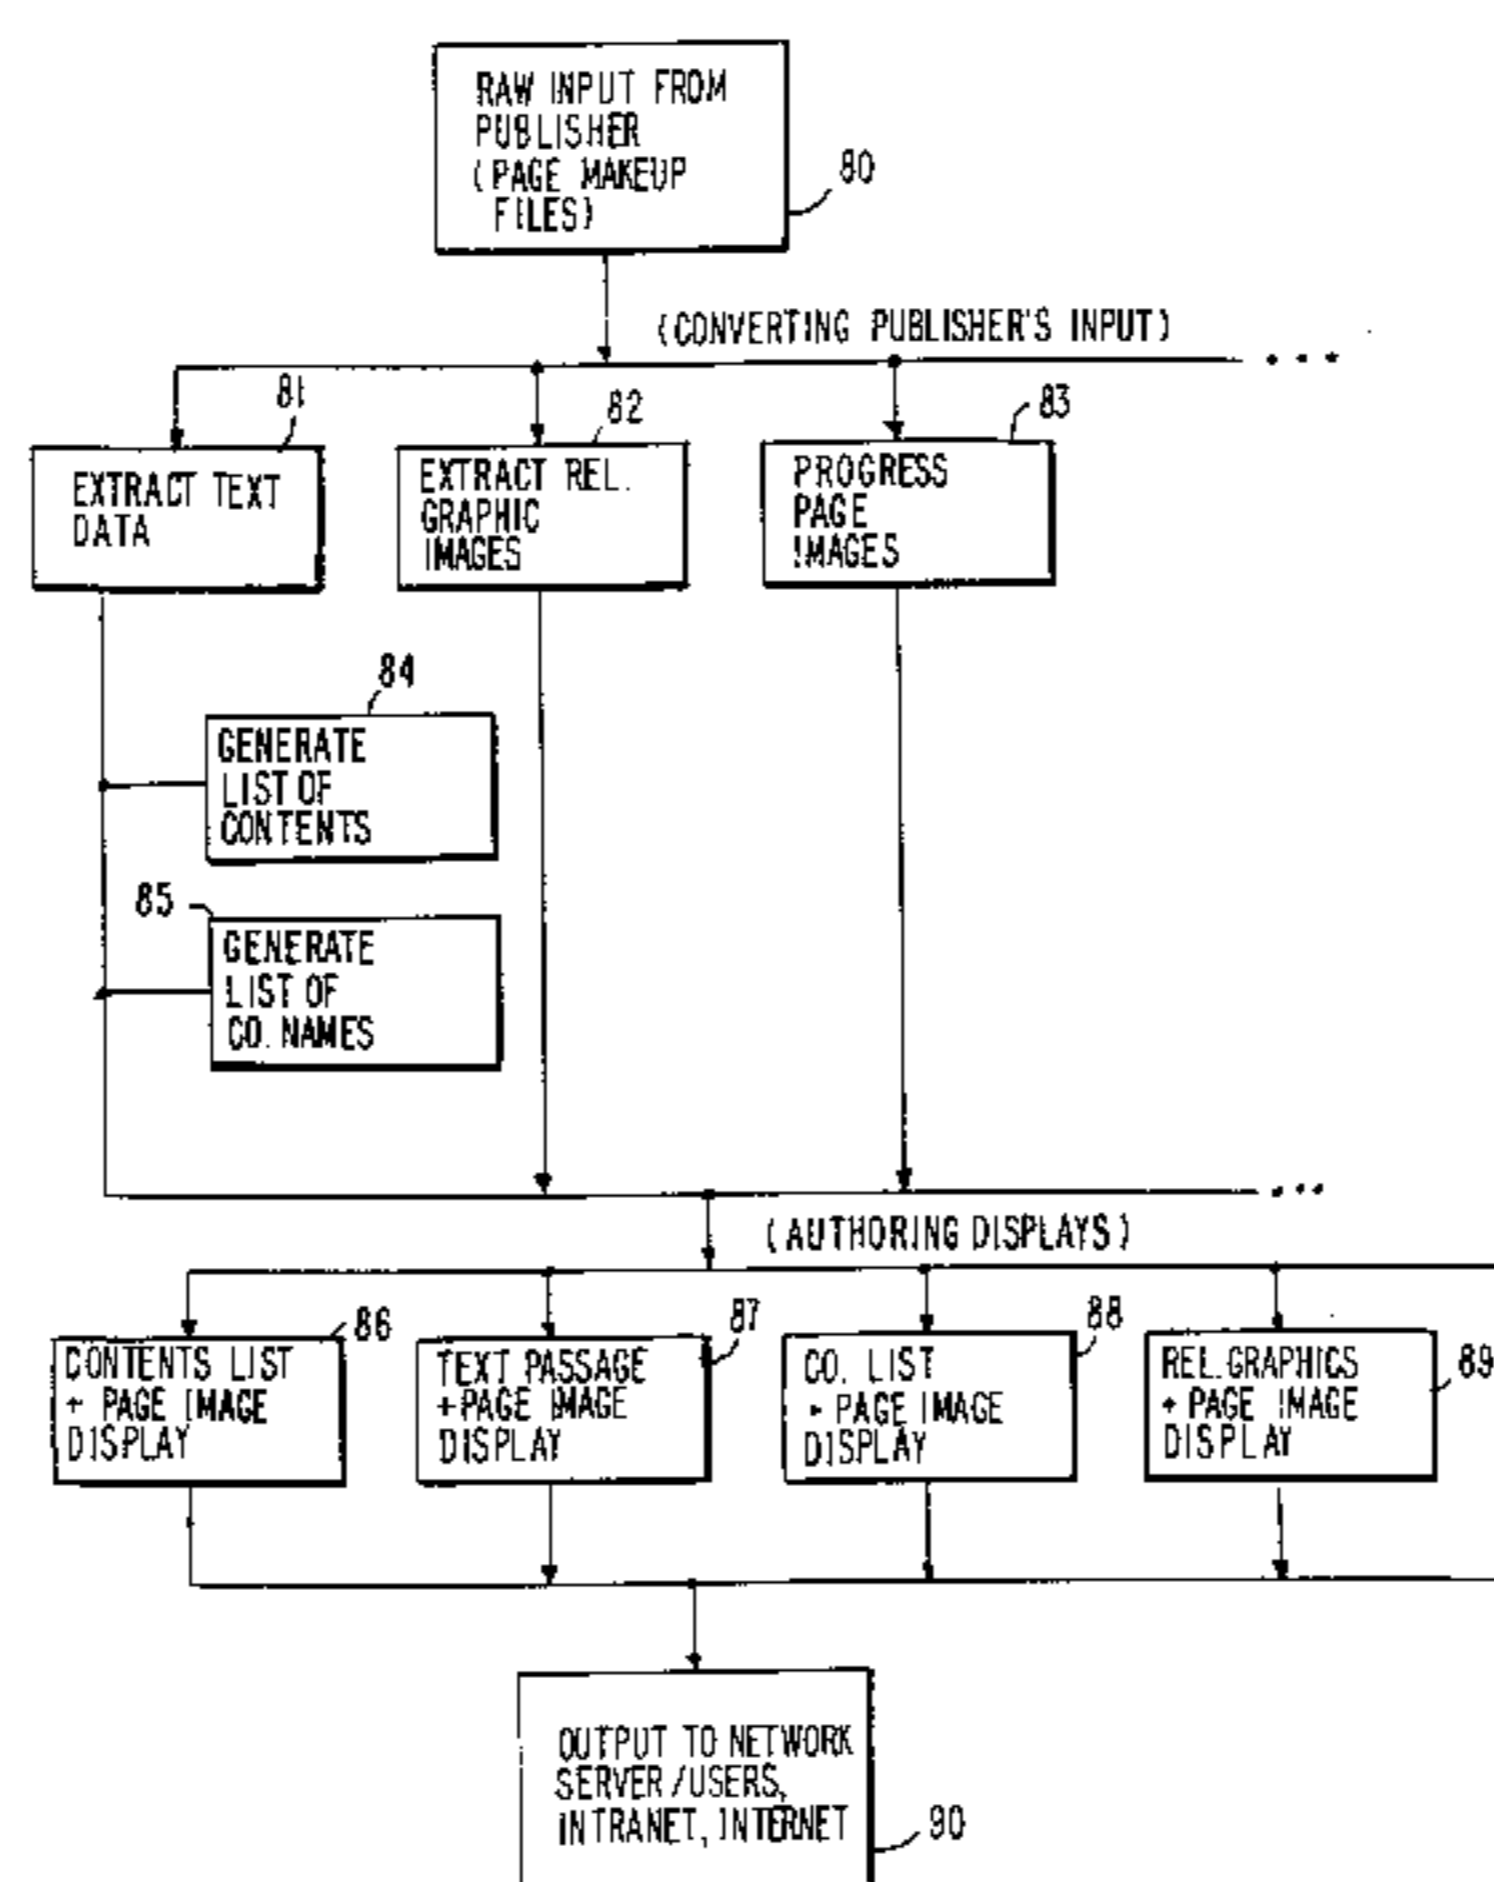 RAW INPUT FROM
PUBLISHER
(PAGE MAKEUP
FILES)
80
(CONVERTING PUBLISHER'S INPUT)
81
82
83
EXTRACT TEXT
DATA
EXTRACT REL.
GRAPHIC
IMAGES
PROGRESS
PAGE
IMAGES
84
GENERATE
LIST OF
CONTENTS
85
GENERATE
LIST OF
CO. NAMES
(AUTHORING DISPLAYS)
86
87
88
89
CONTENTS LIST
+ PAGE IMAGE
DISPLAY
TEXT PASSAGE
+ PAGE IMAGE
DISPLAY
CO. LIST
+ PAGE IMAGE
DISPLAY
REL. GRAPHICS
+ PAGE IMAGE
DISPLAY
OUTPUT TO NETWORK
SERVER/USERS,
INTRANET, INTERNET
90